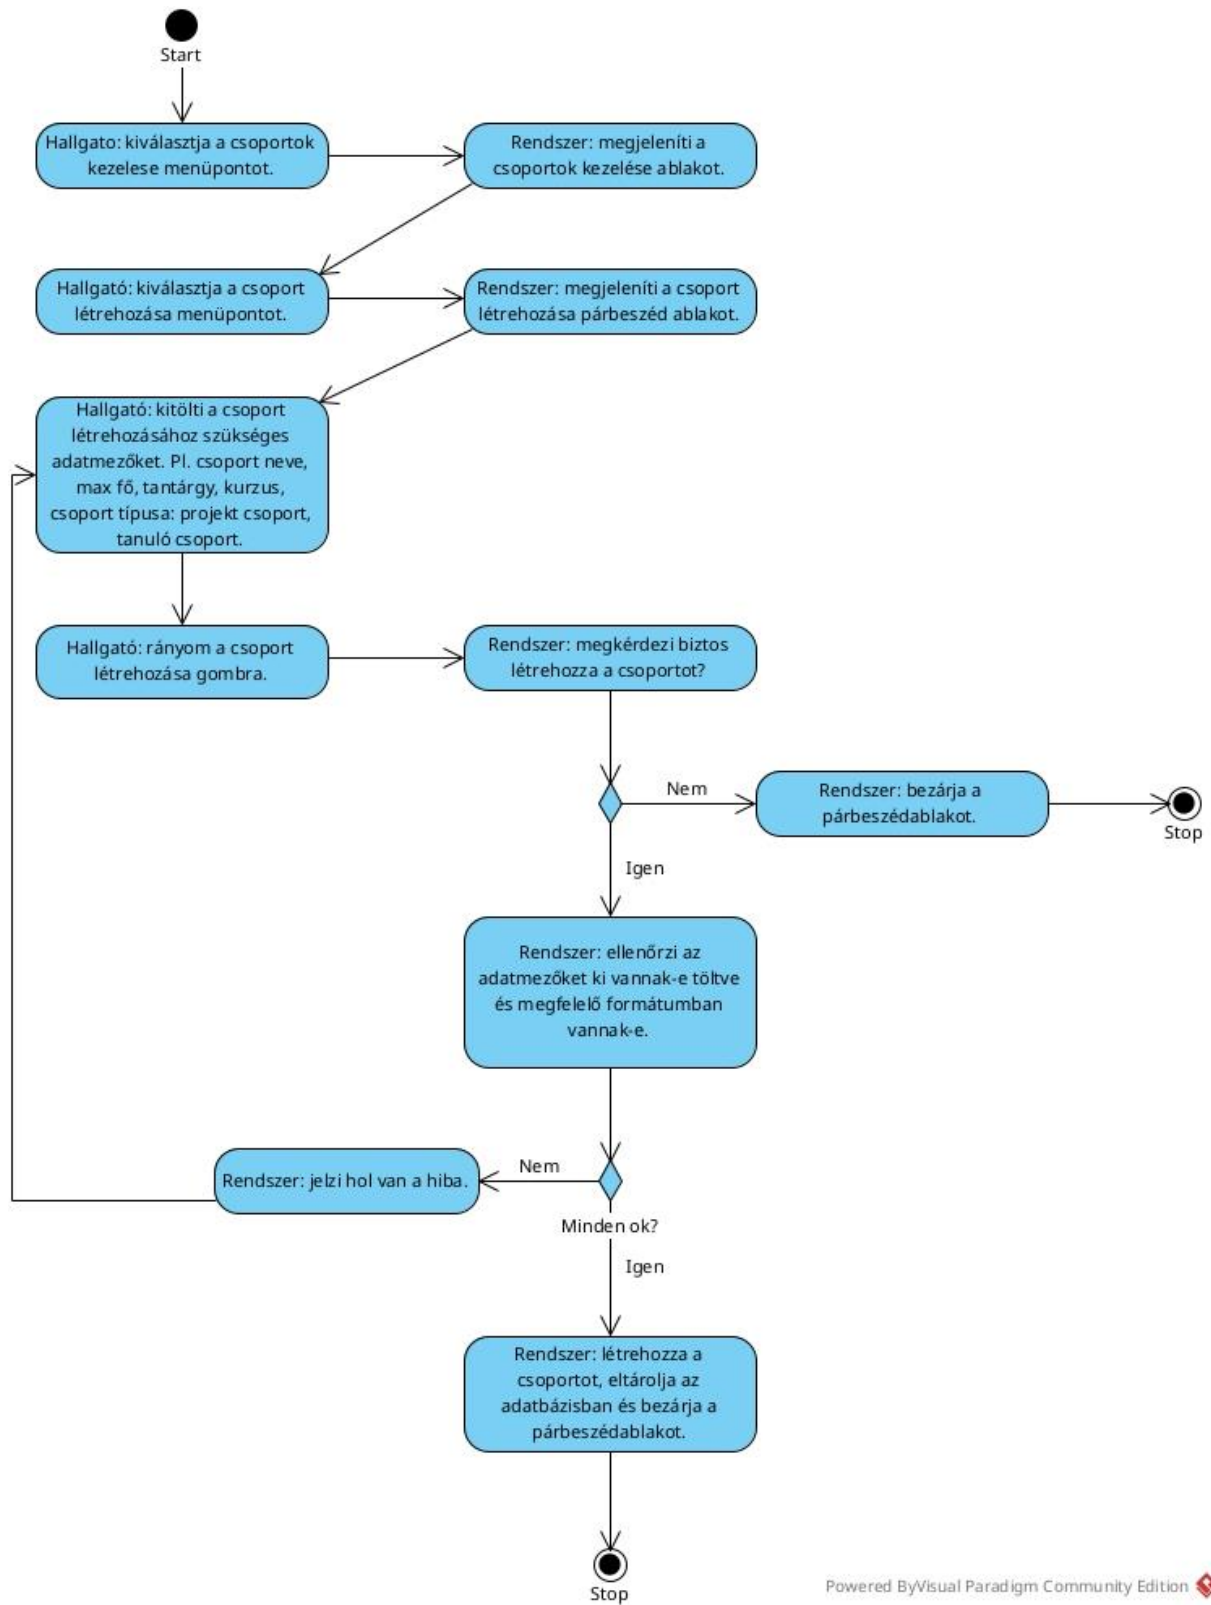 Start
Hallgato: kiválasztja a csoportok
kezelese menüpontot.
Rendszer: megjeleníti a
csoportok kezelése ablakot.
Hallgató: kiválasztja a csoport
létrehozása menüpontot.
Rendszer: megjeleníti a csoport
létrehozása párbeszéd ablakot.
Hallgató: kitölti a csoport
létrehozásához szükséges
adatmezőket. Pl. csoport neve,
max fő, tantárgy, kurzus,
csoport típusa: projekt csoport,
tanuló csoport.
Hallgató: rányom a csoport
létrehozása gombra.
Rendszer: megkérdezi biztos
létrehozza a csoportot?
Nem
Rendszer: bezárja a
párbeszédablakot.
Stop
Igen
Rendszer: ellenőrzi az
adatmezőket ki vannak-e töltve
és megfelelő formátumban
vannak-e.
Nem
Rendszer: jelzi hol van a hiba.
Minden ok?
Igen
Rendszer: létrehozza a
csoportot, eltárolja az
adatbázisban és bezárja a
párbeszédablakot.
Stop
Powered ByVisual Paradigm Community Edition